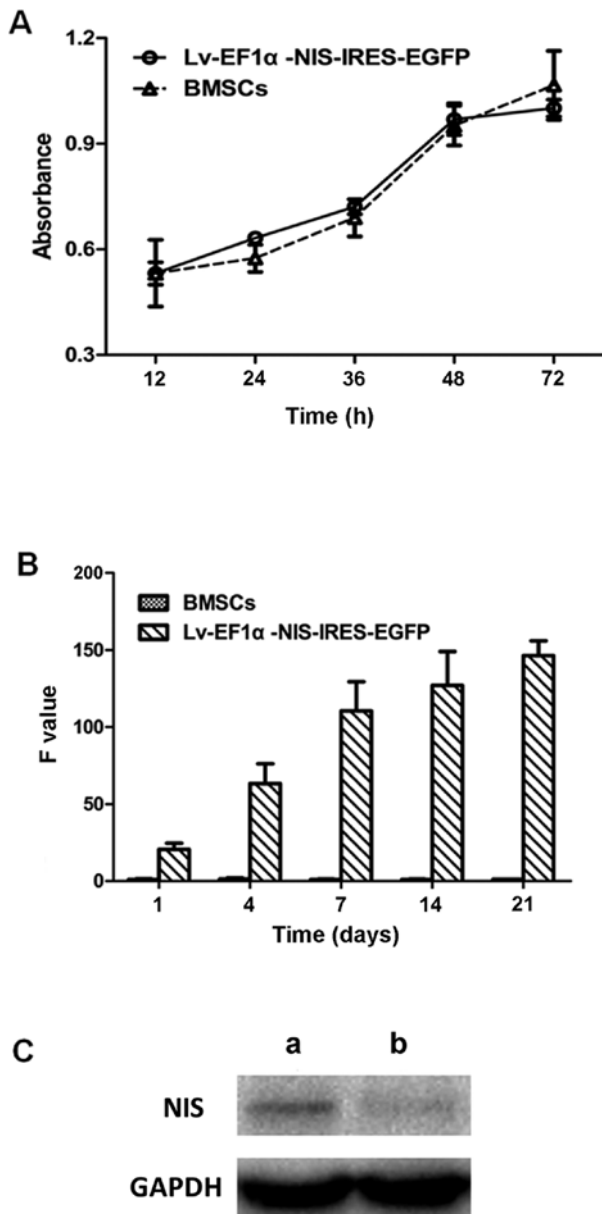 A
1.2
0.9
0.6
0.3
Absorbance
Lv-EF1α -NIS-IRES-EGFP
BMSCs
12 24 36 48 72
Time (h)
B
200
150
100
50
0
F value
BMSCs
Lv-EF1α -NIS-IRES-EGFP
1 4 7 14 21
Time (days)
C
a b
NIS
GAPDH